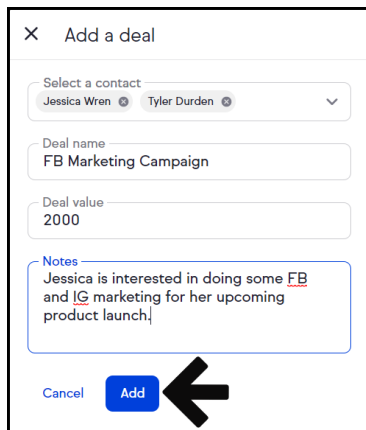 Add a deal
Select a contact
Jessica Wren Tyler Durden
Deal name
FB Marketing Campaign
Deal value
2000
Notes
Jessica is interested in doing some FB
and IG marketing for her upcoming
product launch.
Cancel Add